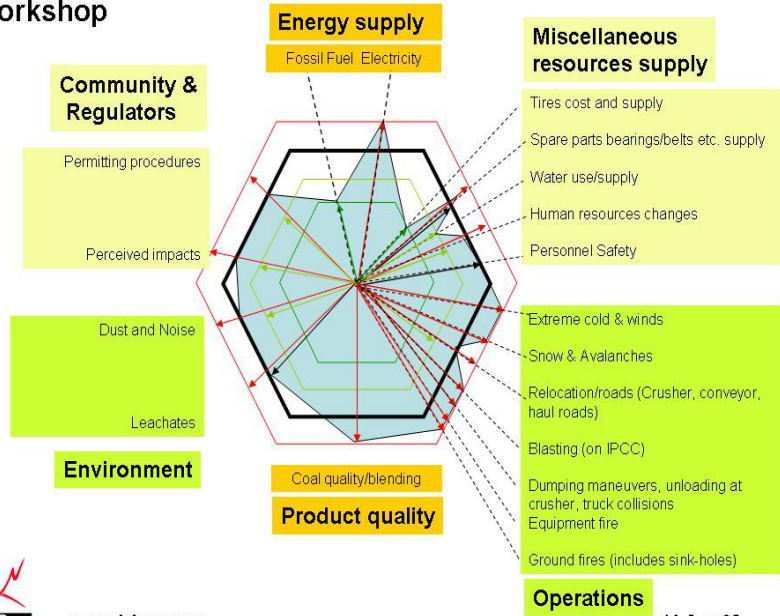 Energy supply
Fossil Fuel Electricity
Community &
Regulators
Permitting procedures
Perceived impacts
Dust and Noise
Leachates
Environment
Coal quality/blending
Product quality
Miscellaneous
resources supply
Tires cost and supply
Spare parts bearings/belts etc. supply
Water use/supply
Human resources changes
Personnel Safety
Extreme cold & winds
Snow & Avalanches
Relocation/roads (Crusher, conveyor,
haul roads)
Blasting (on IPCC)
Dumping maneuvers, unloading at
crusher, truck collisions
Equipment fire
Ground fires (includes sink-holes)
Operations